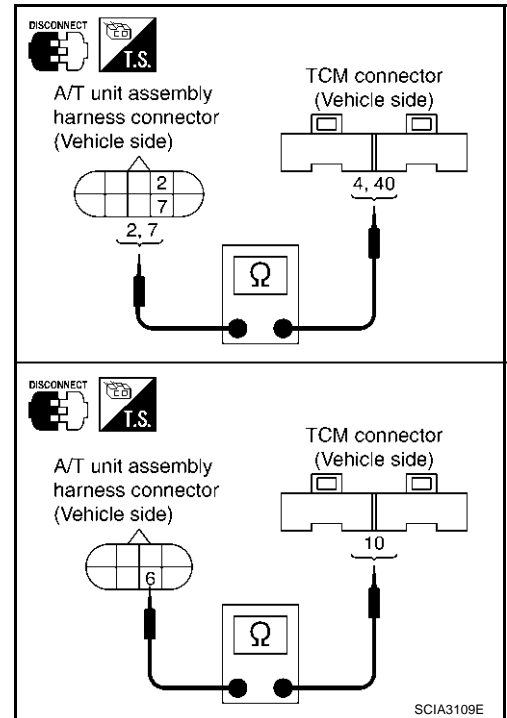 DISCONNECT
T.S.
A/T unit assembly
harness connector
(Vehicle side)
TCM connector
(Vehicle side)
2
7
2, 7
4, 40
Ω
DISCONNECT
T.S.
A/T unit assembly
harness connector
(Vehicle side)
TCM connector
(Vehicle side)
6
10
Ω
SCIA3109E